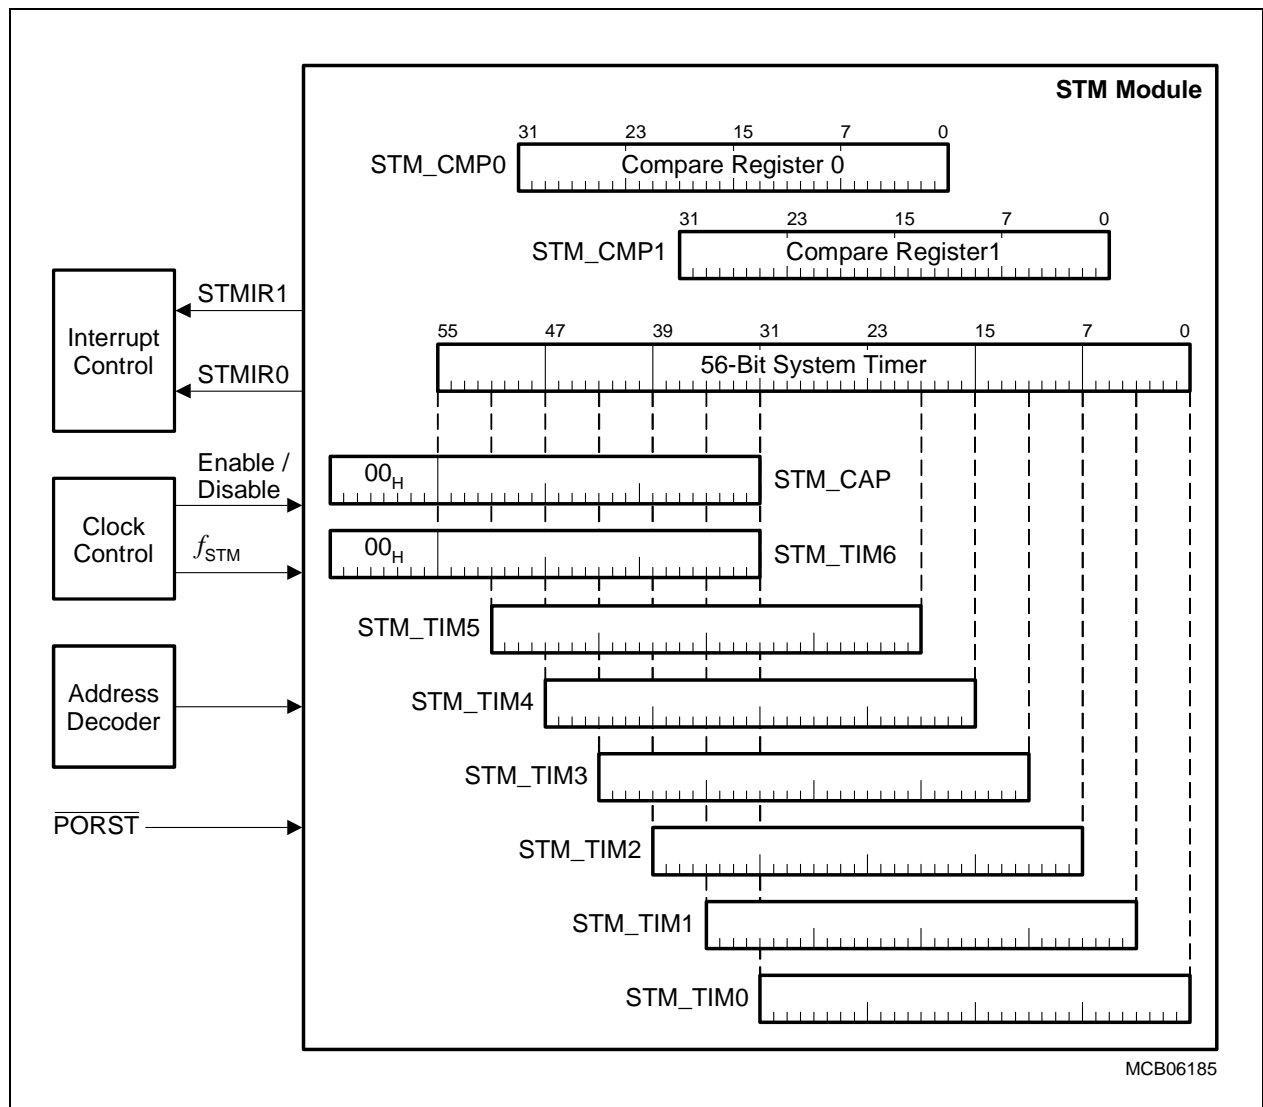 STM Module
31 23 15 7 0
STM_CMP0 Compare Register 0
31 23 15 7 0
STM_CMP1 Compare Register1
STMIR1
Interrupt
Control
STMIR0
55 47 39 31 23 15 7 0
56-Bit System Timer
Enable /
Disable
00H STM_CAP
Clock
Control
fSTM
00H STM_TIM6
STM_TIM5
Address
Decoder
STM_TIM4
STM_TIM3
PORST
STM_TIM2
STM_TIM1
STM_TIM0
MCB06185